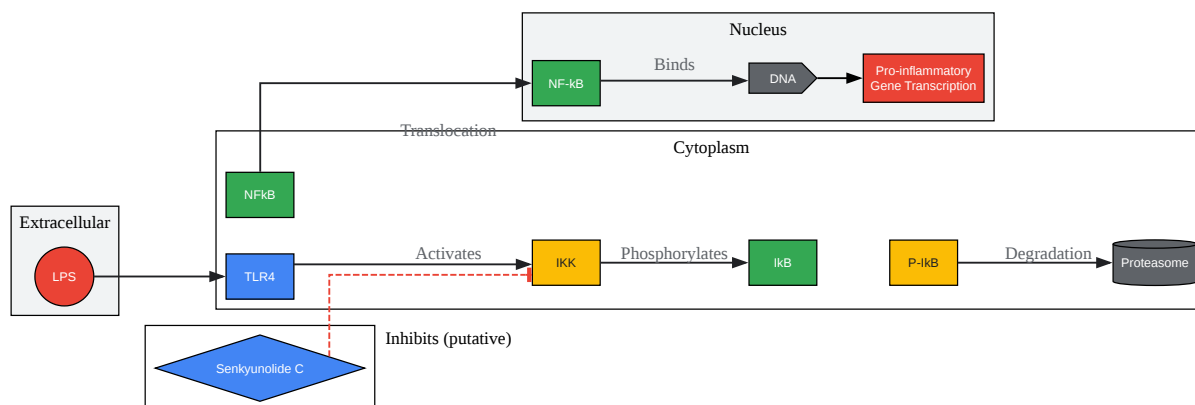 Nucleus
NF-kB
Binds
DNA
Pro-inflammatory
Gene Transcription
Translocation
Cytoplasm
NFkB
Extracellular
LPS
TLR4
Activates
IKK
Phosphorylates
IkB
P-IkB
Degradation
Proteasome
Inhibits (putative)
Senkyunolide C